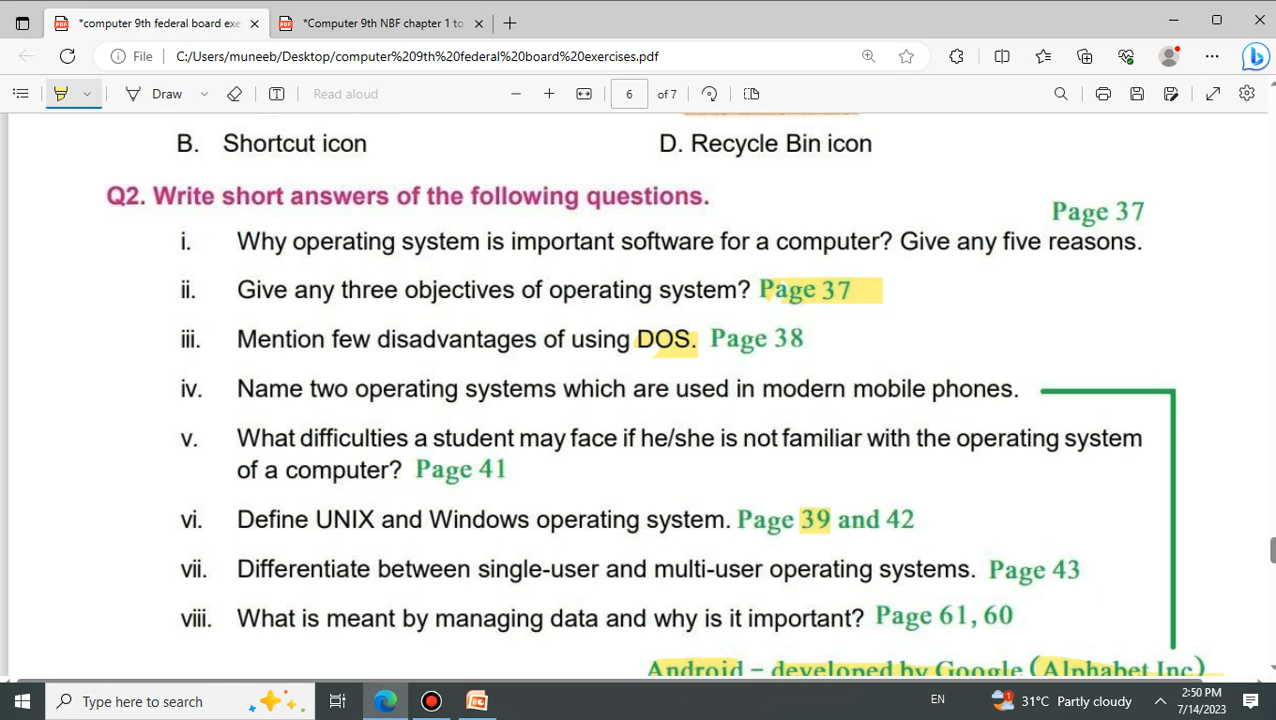 *computer 9th federal board exe
*Computer 9th NBF chapter 1 to
File
C:/Users/muneeb/Desktop/computer%209th%20federal%20board%20exercises.pdf
Draw
Read aloud
6 of 7
B. Shortcut icon
D. Recycle Bin icon
Q2. Write short answers of the following questions.
Page 37
i. Why operating system is important software for a computer? Give any five reasons.
ii. Give any three objectives of operating system? Page 37
iii. Mention few disadvantages of using DOS. Page 38
iv. Name two operating systems which are used in modern mobile phones.
v. What difficulties a student may face if he/she is not familiar with the operating system
of a computer? Page 41
vi. Define UNIX and Windows operating system. Page 39 and 42
vii. Differentiate between single-user and multi-user operating systems. Page 43
viii. What is meant by managing data and why is it important? Page 61, 60
Android – developed by Google (Alphabet Inc)
Type here to search
EN
1
31°C Partly cloudy
2:50 PM
7/14/2023